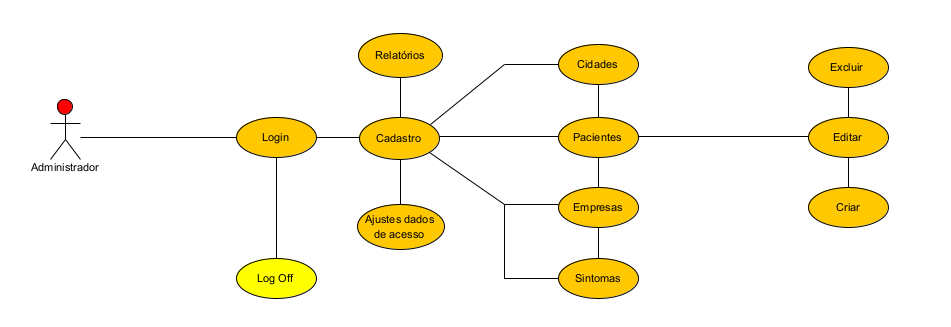 Relatórios
Cidades
Excluir
Administrador
Login
Cadastro
Pacientes
Editar
Ajustes dados
de acesso
Empresas
Criar
Log Off
Sintomas